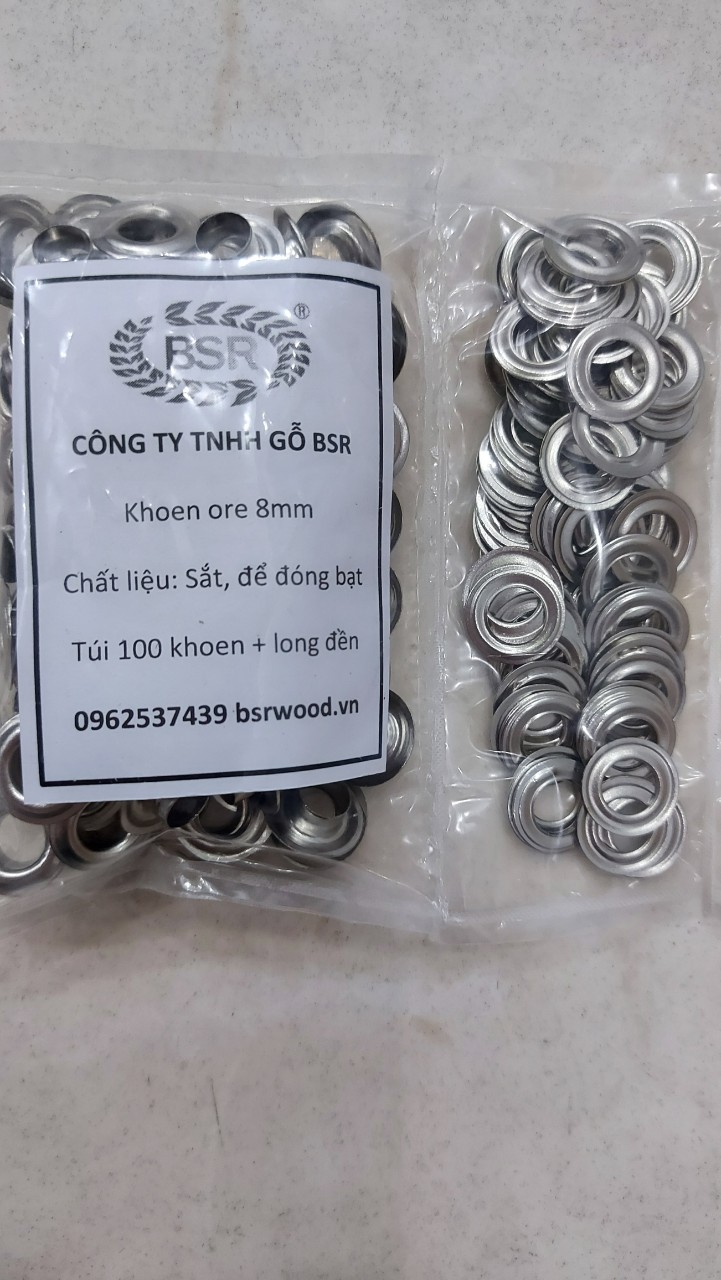 ®
BSR
CÔNG TY TNHH GỖ BSR
Khoen ore 8mm
Chất liệu: Sắt, để đóng bạt
Túi 100 khoen + long đền
0962537439 bsrwood.vn